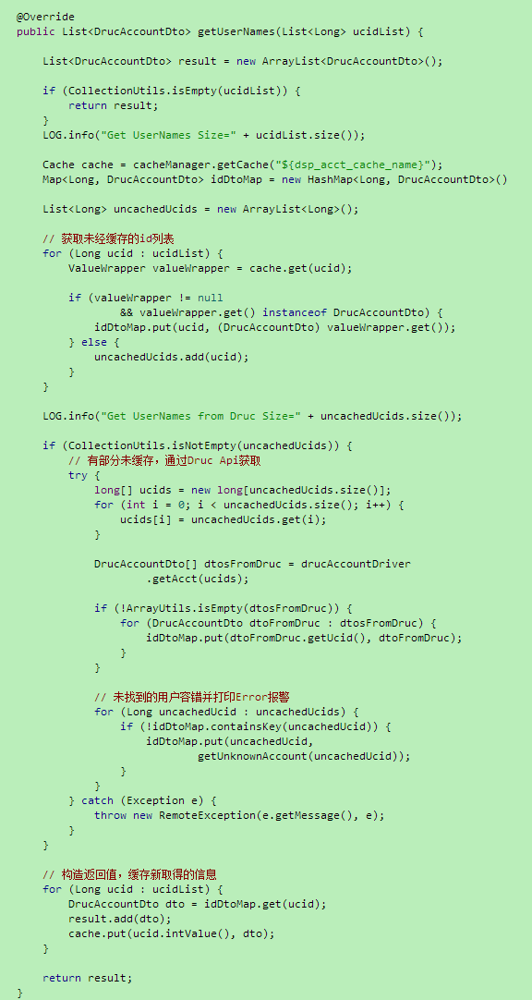 @Override
public List<DrucAccountDto> getUserNames(List<Long> ucidList) {
List<DrucAccountDto> result = new ArrayList<DrucAccountDto>();
if (CollectionUtils.isEmpty(ucidList)) {
return result;
}
LOG.info("Get UserNames Size=" + ucidList.size());
Cache cache = cacheManager.getCache("${dsp_acct_cache_name}");
Map<Long, DrucAccountDto> idDtoMap = new HashMap<Long, DrucAccountDto>()
List<Long> uncachedUcids = new ArrayList<Long>();
// 获取未经缓存的id列表
for (Long ucid : ucidList) {
ValueWrapper valueWrapper = cache.get(ucid);
if (valueWrapper != null
&& valueWrapper.get() instanceof DrucAccountDto) {
idDtoMap.put(ucid, (DrucAccountDto) valueWrapper.get());
} else {
uncachedUcids.add(ucid);
}
}
LOG.info("Get UserNames from Druc Size=" + uncachedUcids.size());
if (CollectionUtils.isNotEmpty(uncachedUcids)) {
// 有部分未缓存，通过Druc Api获取
try {
long[] ucids = new long[uncachedUcids.size()];
for (int i = 0; i < uncachedUcids.size(); i++) {
ucids[i] = uncachedUcids.get(i);
}
DrucAccountDto[] dtosFromDruc = drucAccountDriver
.getAcct(ucids);
if (!ArrayUtils.isEmpty(dtosFromDruc)) {
for (DrucAccountDto dtoFromDruc : dtosFromDruc) {
idDtoMap.put(dtoFromDruc.getUcid(), dtoFromDruc);
}
}
// 未找到的用户容错并打印Error报警
for (Long uncachedUcid : uncachedUcids) {
if (!idDtoMap.containsKey(uncachedUcid)) {
idDtoMap.put(uncachedUcid,
getUnknownAccount(uncachedUcid));
}
}
} catch (Exception e) {
throw new RemoteException(e.getMessage(), e);
}
}
// 构造返回值，缓存新取得的信息
for (Long ucid : ucidList) {
DrucAccountDto dto = idDtoMap.get(ucid);
result.add(dto);
cache.put(ucid.intValue(), dto);
}
return result;
}